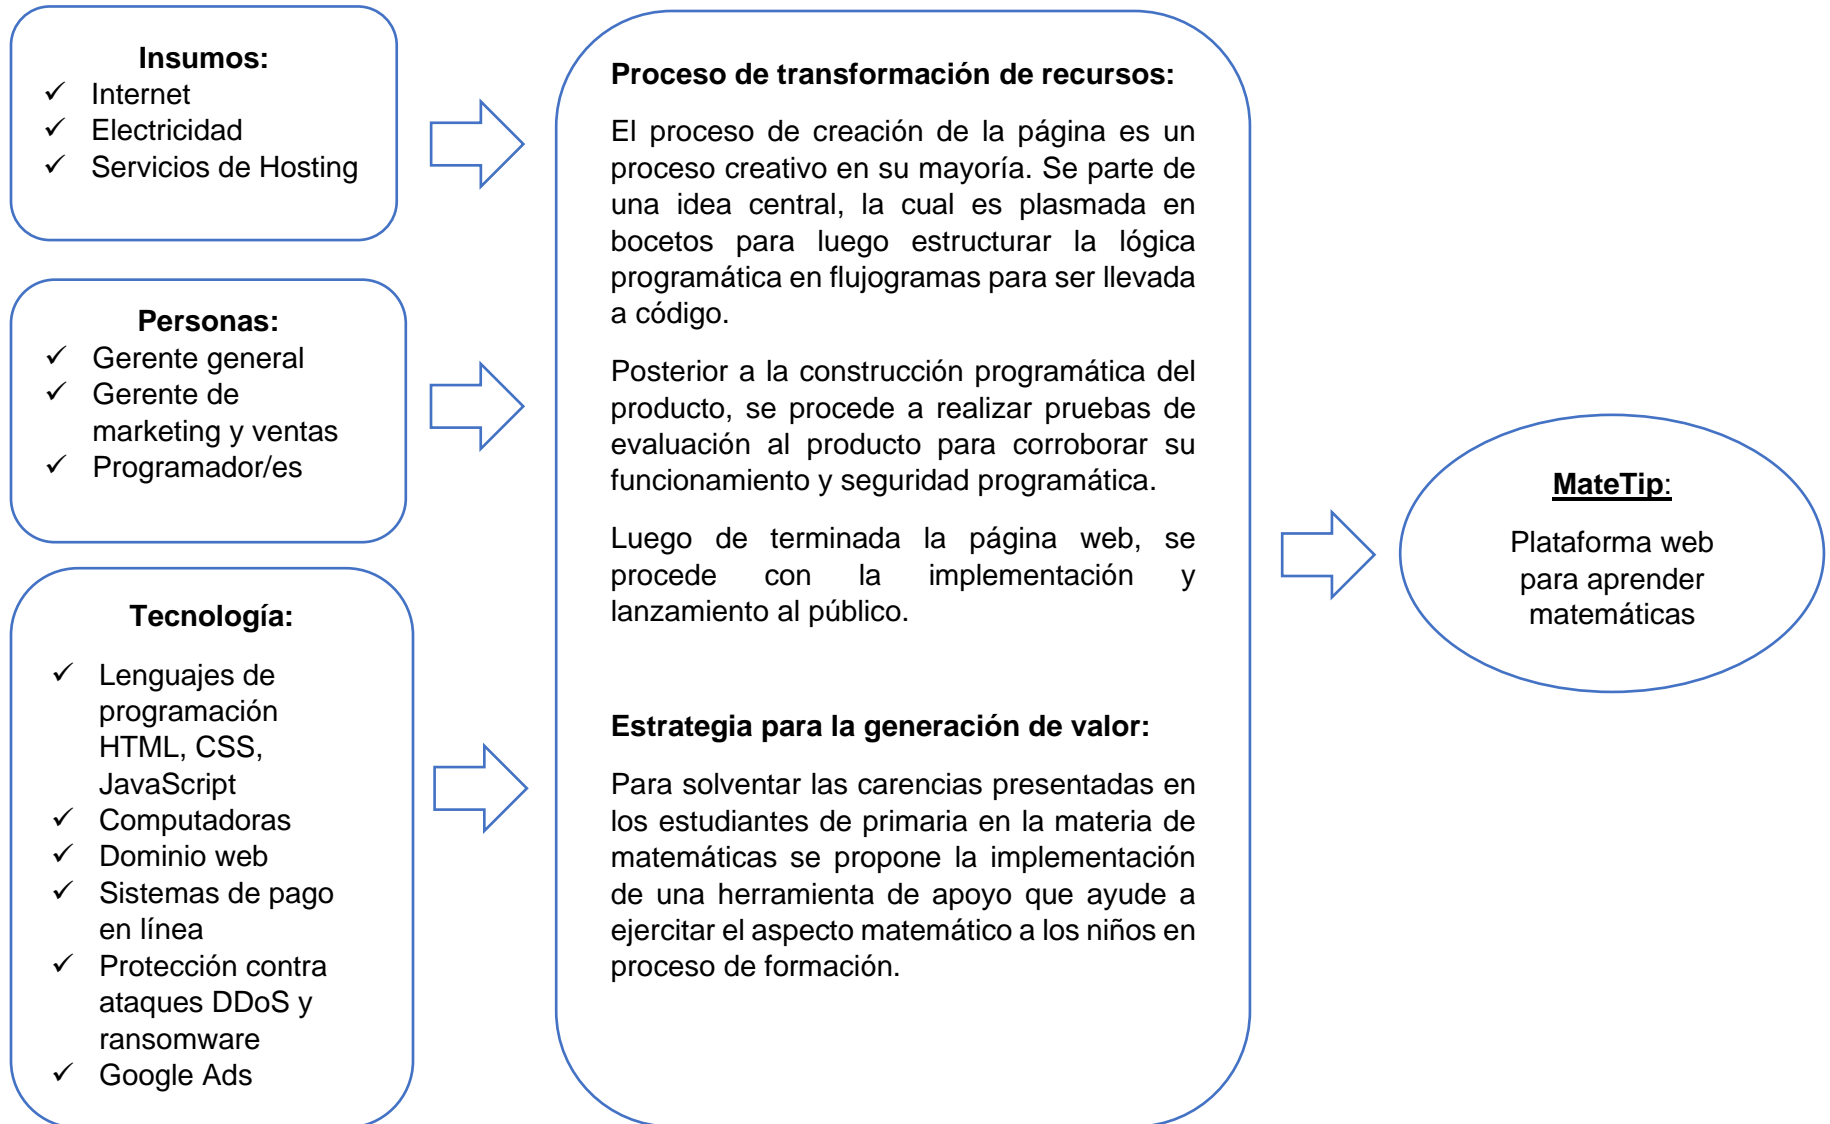 Insumos:
✓ Internet
✓ Electricidad
✓ Servicios de Hosting
Personas:
✓ Gerente general
✓ Gerente de
marketing y ventas
✓ Programador/es
Tecnología:
✓ Lenguajes de
programación
HTML, CSS,
JavaScript
✓ Computadoras
✓ Dominio web
✓ Sistemas de pago
en línea
✓ Protección contra
ataques DDoS y
ransomware
✓ Google Ads
Proceso de transformación de recursos:
El proceso de creación de la página es un
proceso creativo en su mayoría. Se parte de
una idea central, la cual es plasmada en
bocetos para luego estructurar la lógica
programática en flujogramas para ser llevada
a código.
Posterior a la construcción programática del
producto, se procede a realizar pruebas de
evaluación al producto para corroborar su
funcionamiento y seguridad programática.
Luego de terminada la página web, se
procede con la implementación y
lanzamiento al público.
Estrategia para la generación de valor:
Para solventar las carencias presentadas en
los estudiantes de primaria en la materia de
matemáticas se propone la implementación
de una herramienta de apoyo que ayude a
ejercitar el aspecto matemático a los niños en
proceso de formación.
MateTip:
Plataforma web
para aprender
matemáticas